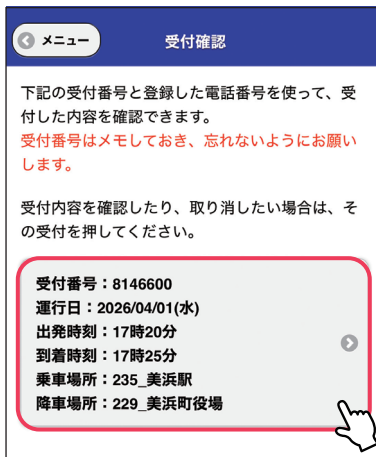 メニュー
受付確認
下記の受付番号と登録した電話番号を使って、受
付した内容を確認できます。
受付番号はメモしておき、忘れないようにお願い
します。
受付内容を確認したり、取り消したい場合は、そ
の受付を押してください。
受付番号：8146600
運行日：2026/04/01(水)
出発時刻：17時20分
到着時刻：17時25分
乗車場所：235_美浜駅
降車場所：229_美浜町役場